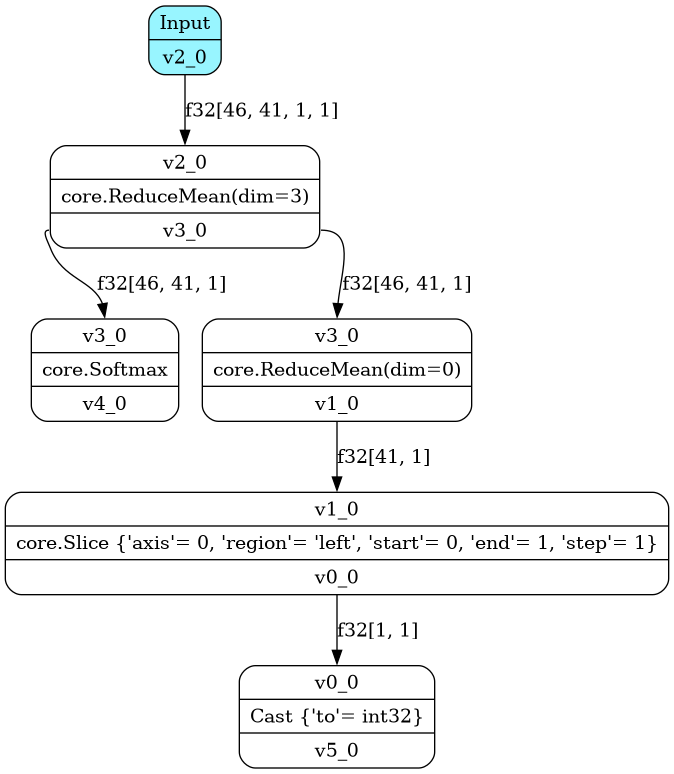 Input
v2_0
f32[46, 41, 1, 1]
v2_0
core.ReduceMean(dim=3)
v3_0
f32[46, 41, 1]
f32[46, 41, 1]
v3_0
core.Softmax
v4_0
v3_0
core.ReduceMean(dim=0)
v1_0
f32[41, 1]
v1_0
core.Slice {'axis'= 0, 'region'= 'left', 'start'= 0, 'end'= 1, 'step'= 1}
v0_0
f32[1, 1]
v0_0
Cast {'to'= int32}
v5_0